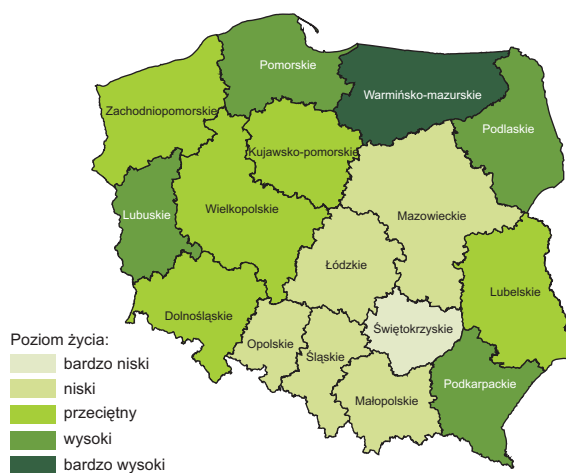 Pomorskie
Warmińsko-mazurskie
Zachodniopomorskie
Podlaskie
Kujawsko-pomorskie
Wielkopolskie
Lubuskie
Mazowieckie
Łódzkie
Lubelskie
Dolnośląskie
Świętokrzyskie
Opolskie
Śląskie
Podkarpackie
Małopolskie
Poziom życia:
bardzo niski
niski
przeciętny
wysoki
bardzo wysoki